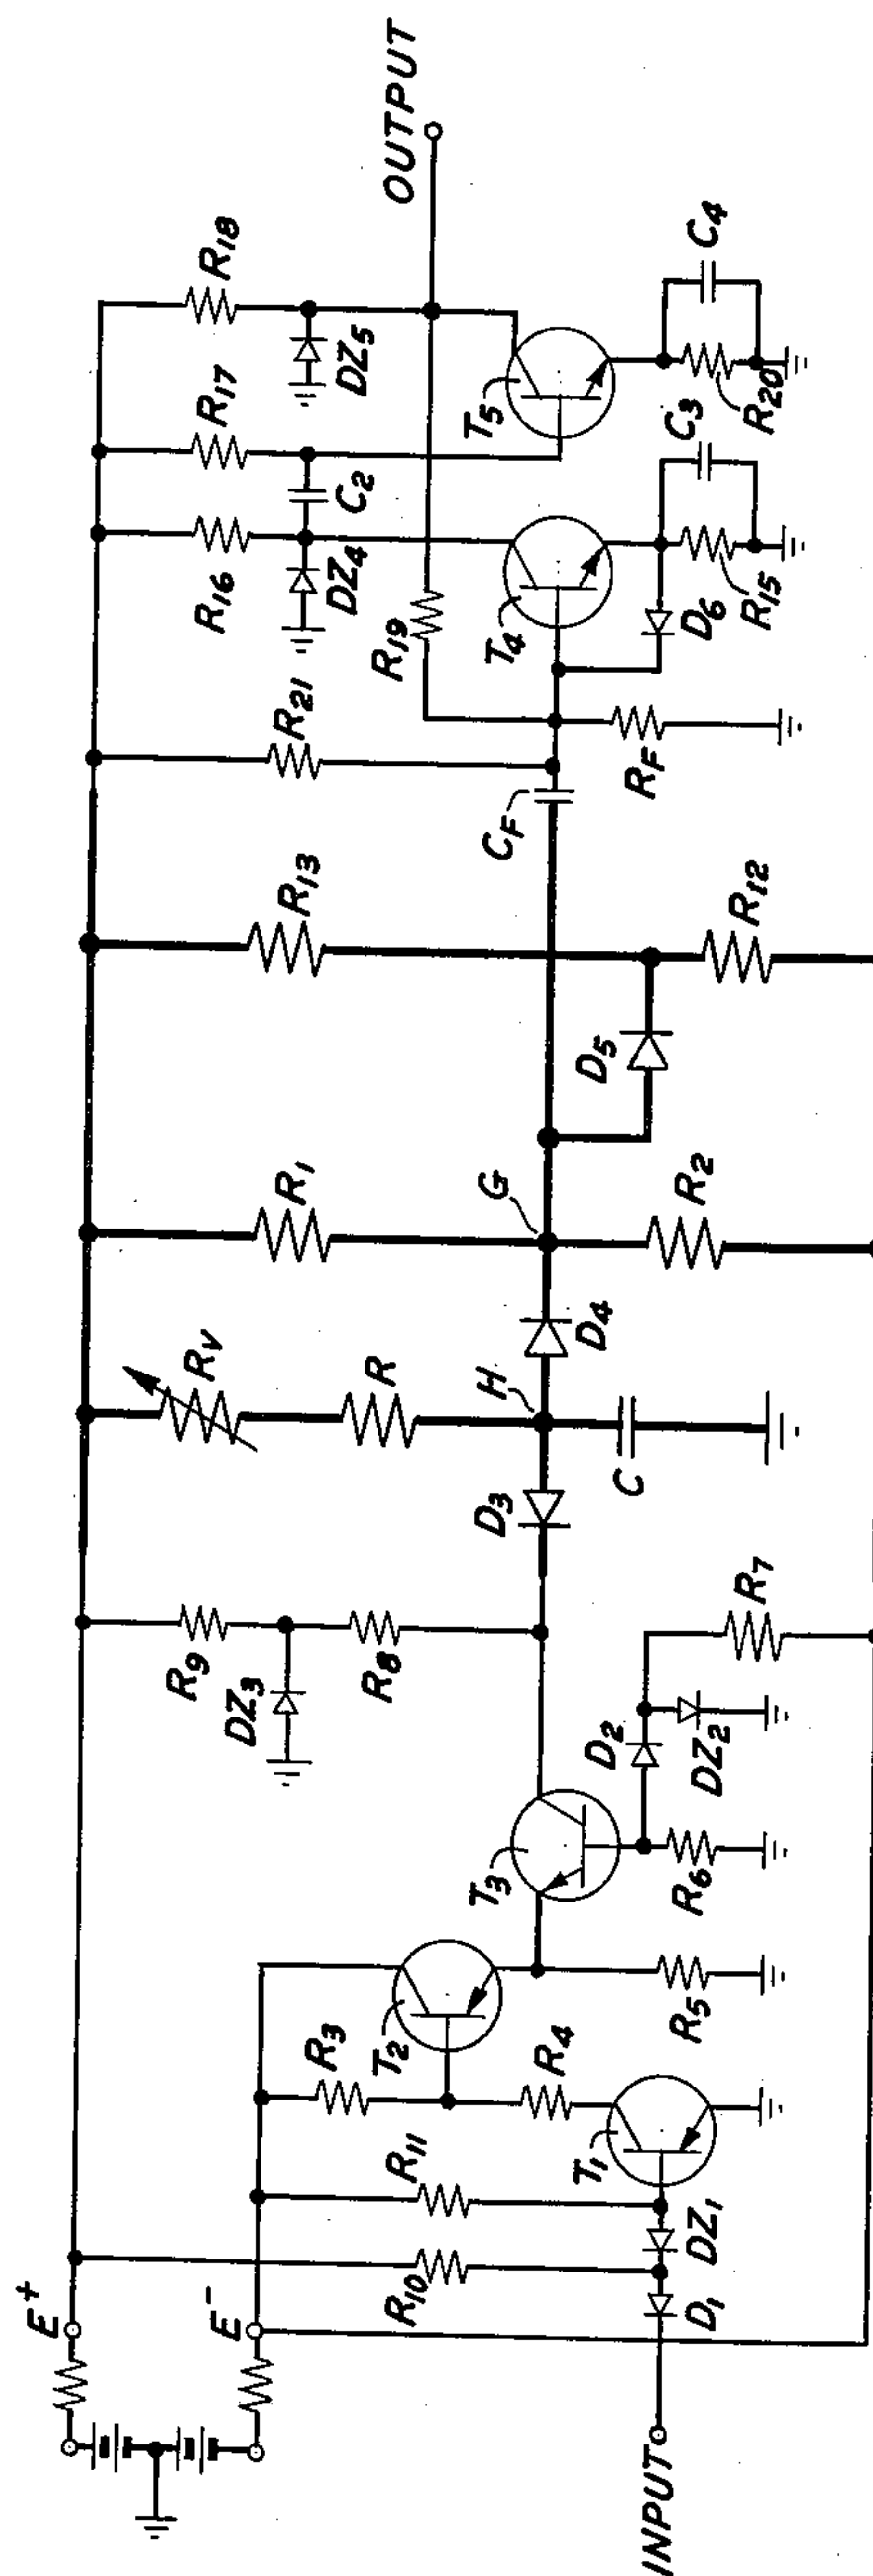 OUTPUT
R18
R17
R16
DZ5
C2
DZ4
R19
R21
T5
T4
C4
R20
C3
R15
D6
RF
CF
R13
R12
D5
R1
G
R2
RV
R
H
D4
D3
C
R9
DZ3
R8
R7
D2
DZ2
T3
R6
T2
R5
R3
R4
T1
R11
DZ1
R10
D1
E+
E-
INPUT